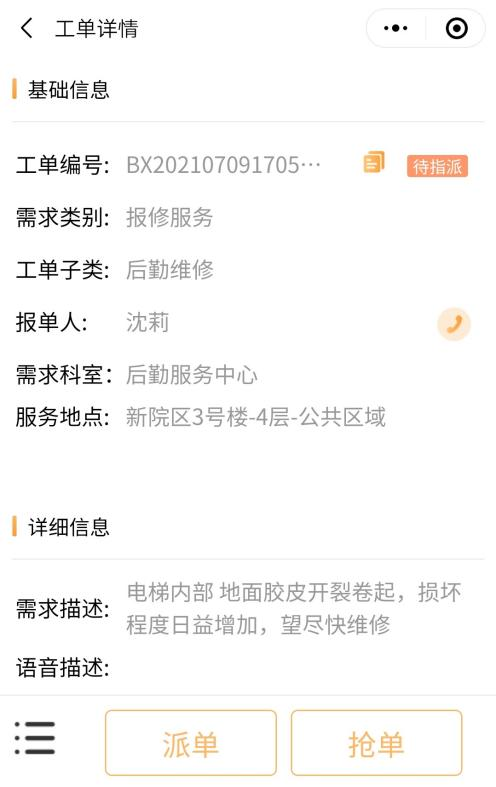 工单详情
基础信息
工单编号: BX202107091705… 待指派
需求类别: 报修服务
工单子类: 后勤维修
报单人: 沈莉
需求科室: 后勤服务中心
服务地点: 新院区3号楼-4层-公共区域
详细信息
需求描述: 电梯内部 地面胶皮开裂卷起，损坏
程度日益增加，望尽快维修
语音描述:
派单 抢单